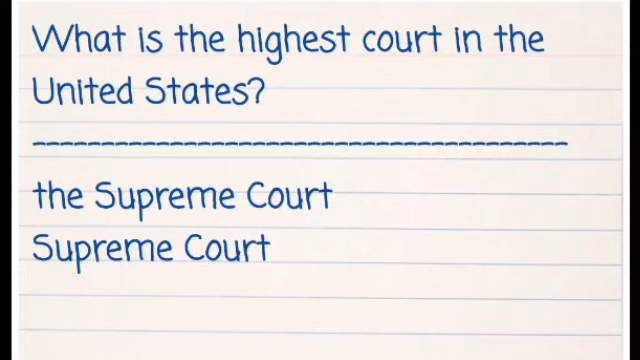 What is the highest court in the
United States?
---------------------------------------
the Supreme Court
Supreme Court